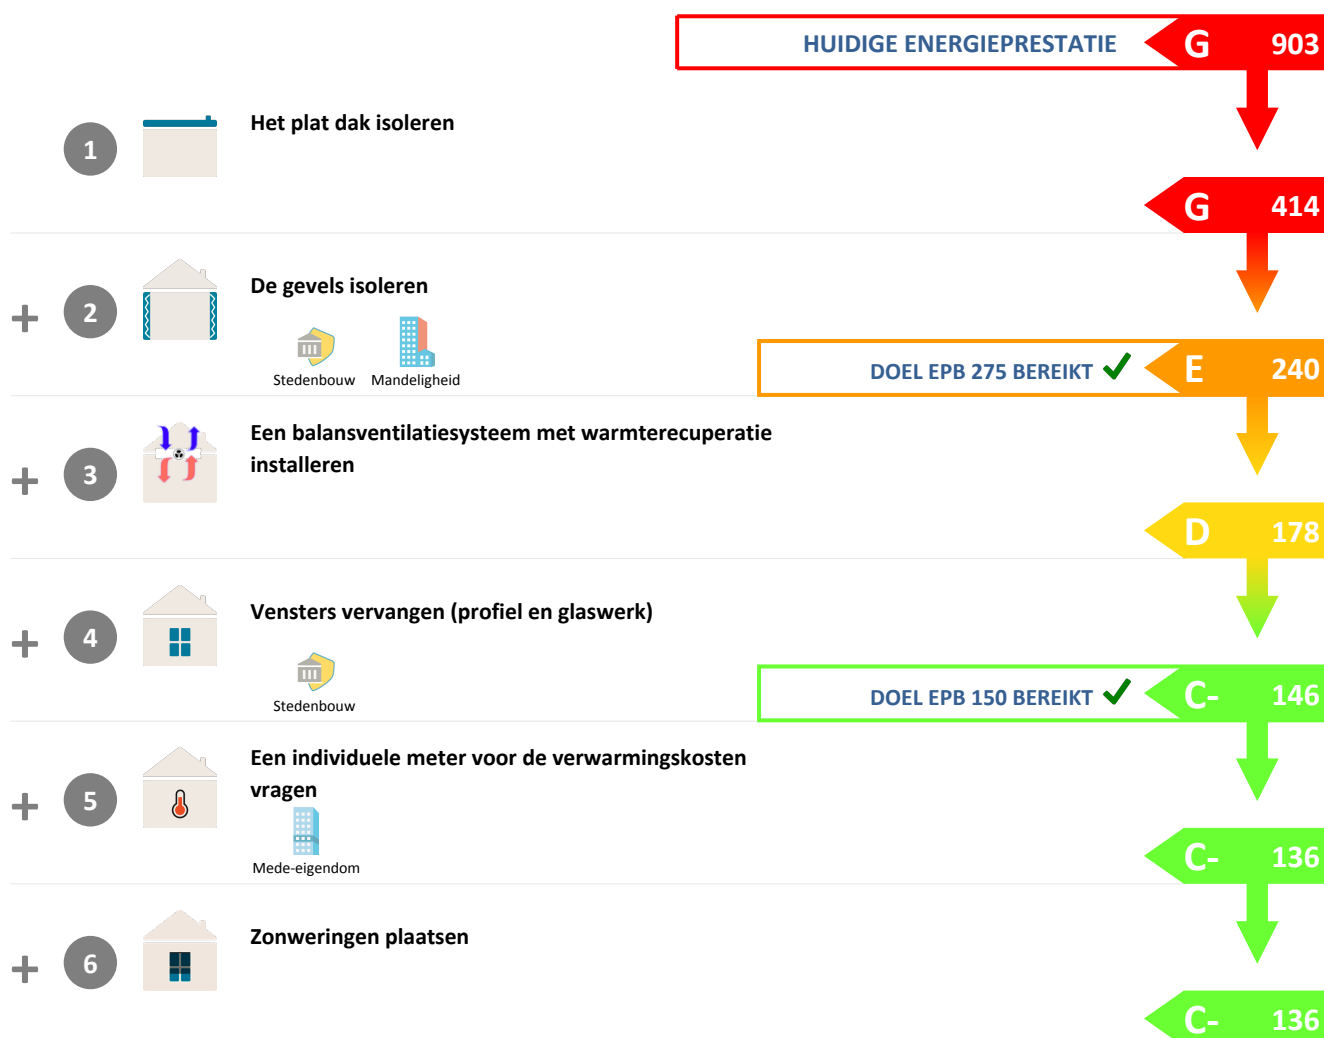 HUIDIGE ENERGIEPRESTATIE G 903
1 Het plat dak isoleren
G 414
+ 2 De gevels isoleren
Stedenbouw Mandeligheid
DOEL EPB 275 BEREIKT ✓ E 240
+ 3 Een balansventilatiesysteem met warmterecuperatie
installeren
D 178
+ 4 Vensters vervangen (profiel en glaswerk)
Stedenbouw
DOEL EPB 150 BEREIKT ✓ C- 146
+ 5 Een individuele meter voor de verwarmingskosten
vragen
Mede-eigendom
C- 136
+ 6 Zonweringen plaatsen
C- 136